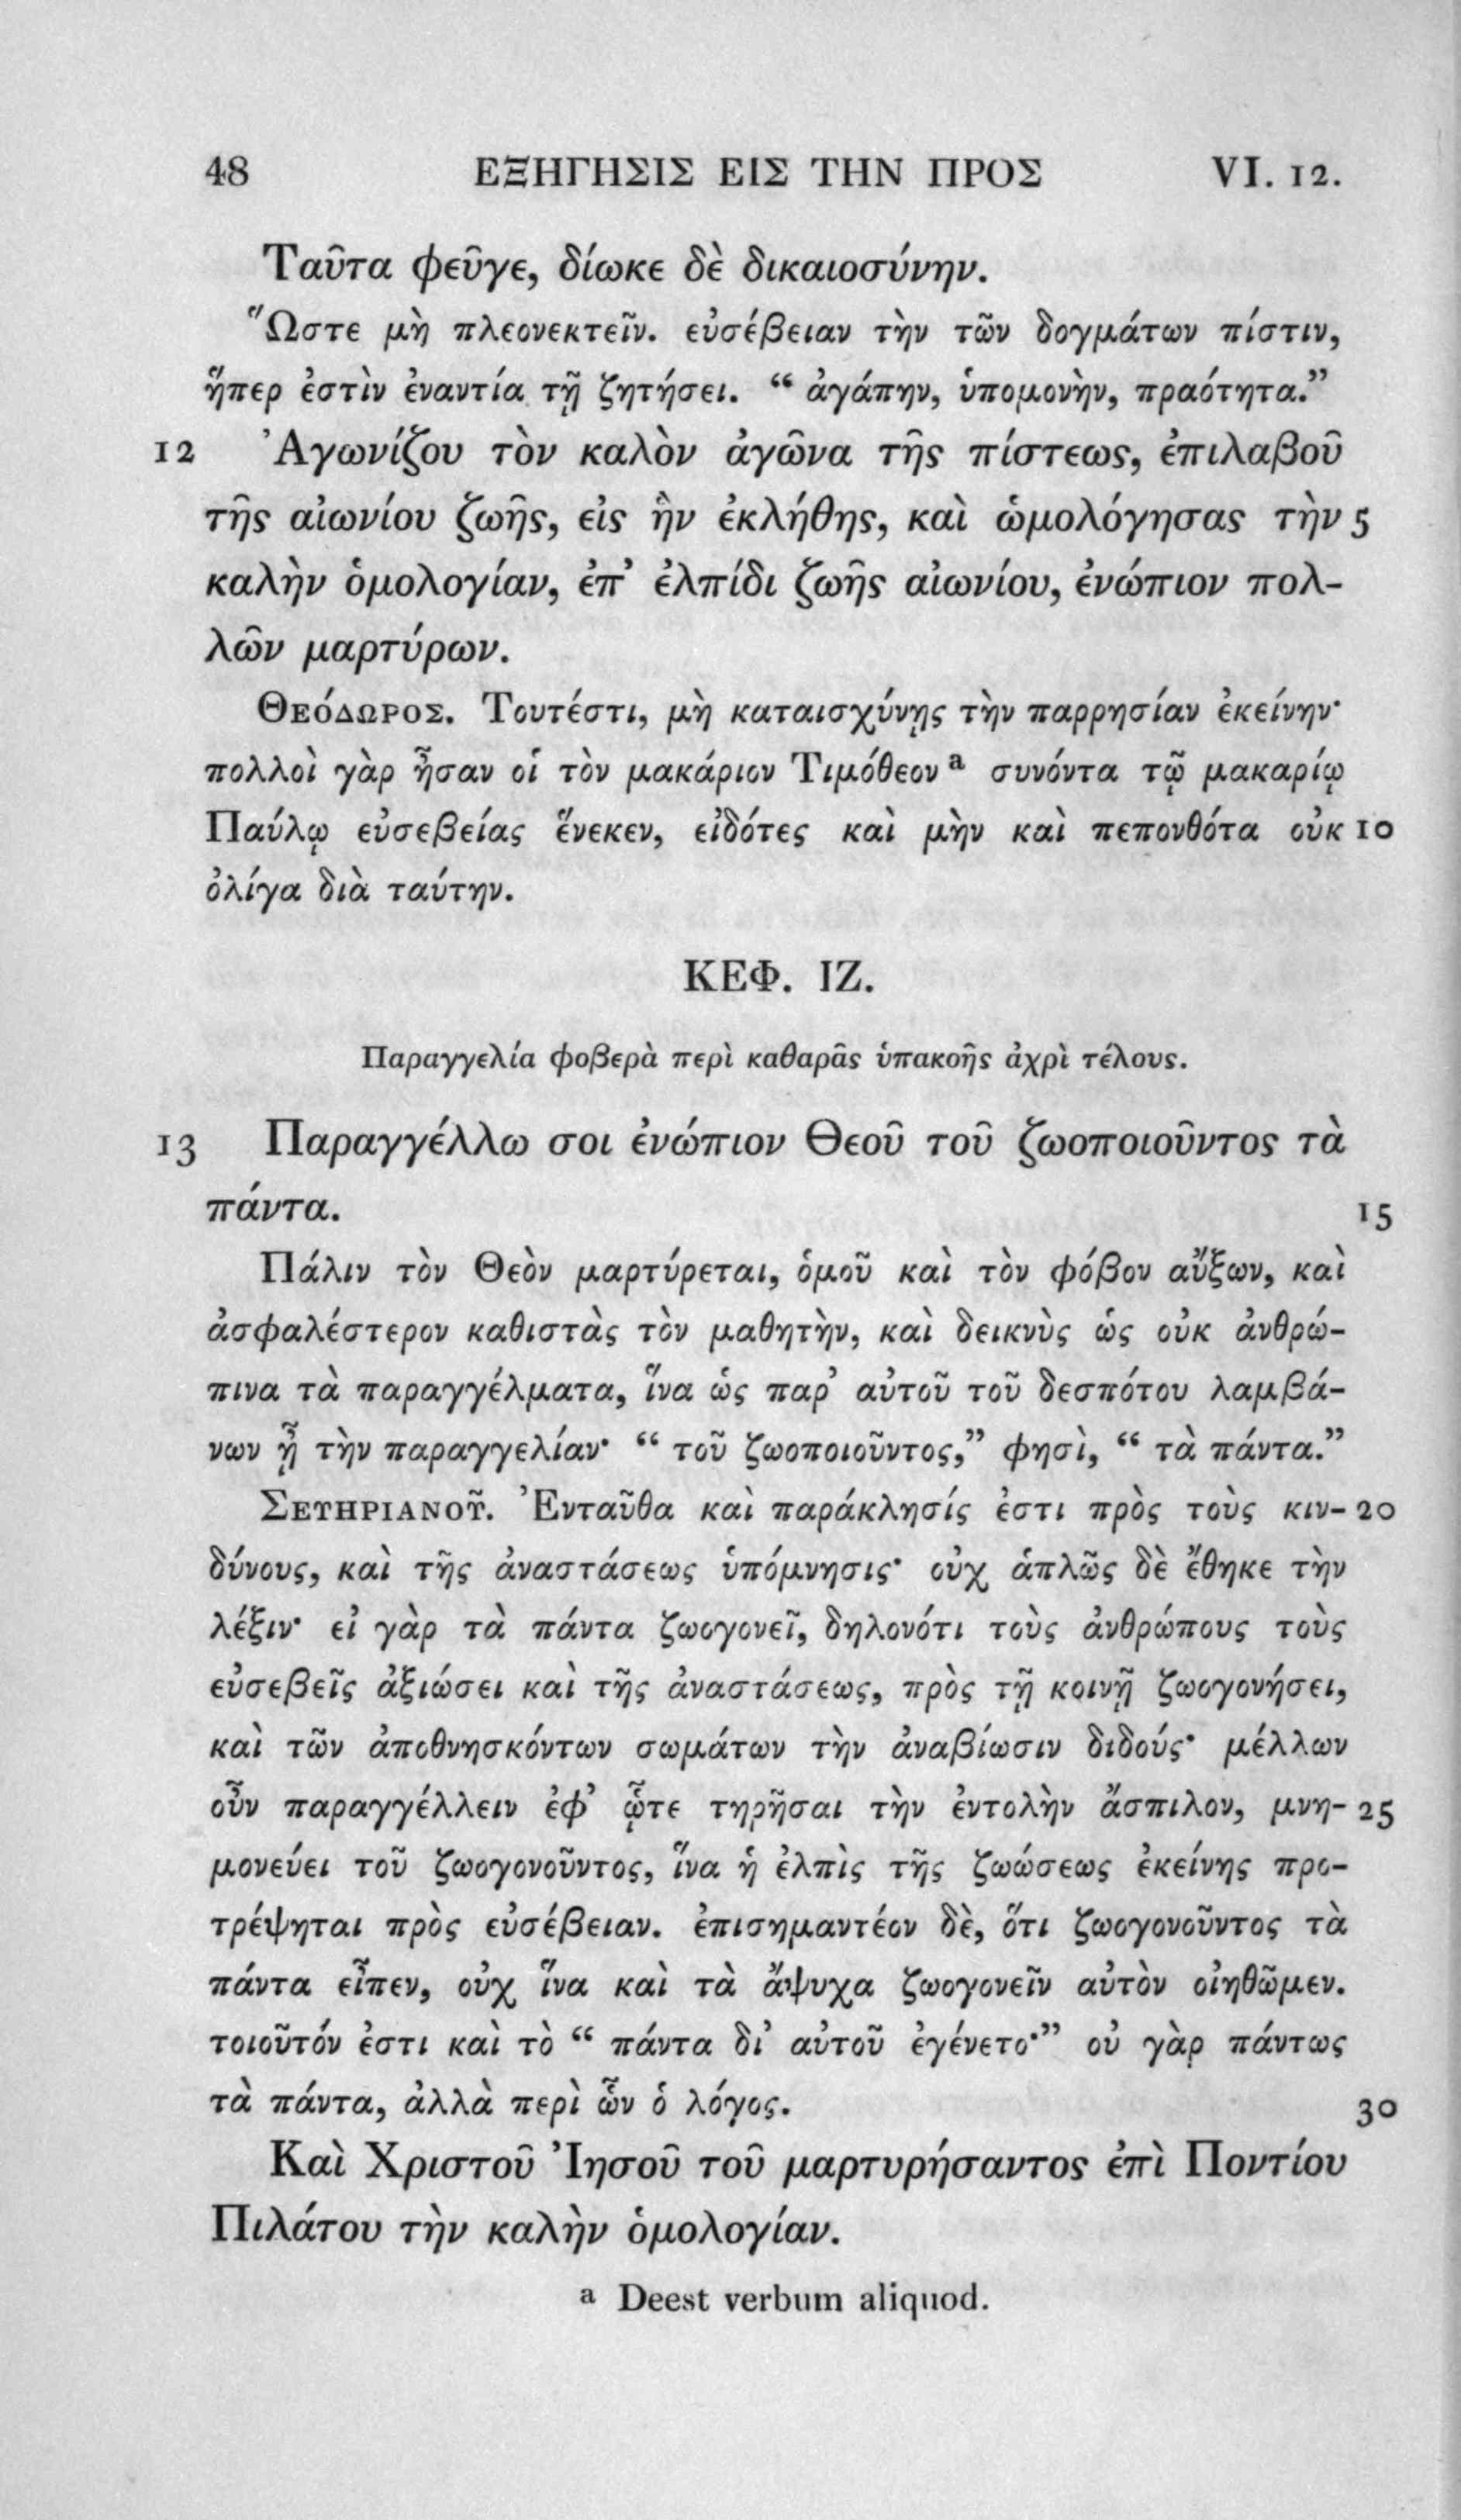 48 ΕΞΗΓΗΣΙΣ ΕΙΣ ΤΗΝ ΠΡΟΣ VI. 12.
Ταῦτα φεῦγε, δίωκε δὲ δικαιοσύνην.
Ὥστε μὴ πλεονεκτεῖν. εὐσέβειαν τὴν τῶν δογμάτων πίστιν,
ἥπερ ἐστὶν ἐναντία τῇ ζητήσει. “ ἀγάπην, ὑπομονὴν, πραότητα.”
12 Ἀγωνίζου τὸν καλὸν ἀγῶνα τῆς πίστεως, ἐπιλαβοῦ
τῆς αἰωνίου ζωῆς, εἰς ἣν ἐκλήθης, καὶ ὡμολόγησας τὴν 5
καλὴν ὁμολογίαν, ἐπ’ ἐλπίδι ζωῆς αἰωνίου, ἐνώπιον πολ-
λῶν μαρτύρων.
Θεόδωρος. Τουτέστι, μὴ καταισχύνῃς τὴν παρρησίαν ἐκείνην·
πολλοὶ γὰρ ἦσαν οἱ τὸν μακάριον Τιμόθεον a συνόντα τῷ μακαρίῳ
Παύλῳ εὐσεβείας ἕνεκεν, εἰδότες καὶ μὴν καὶ πεπονθότα οὐκ 10
ὀλίγα διὰ ταύτην.
ΚΕΦ. ΙΖ.
Παραγγελία φοβερὰ περὶ καθαρᾶς ὑπακοῆς ἀχρὶ τέλους.
13 Παραγγέλλω σοι ἐνώπιον Θεοῦ τοῦ ζωοποιοῦντος τὰ
πάντα. 15
Πάλιν τὸν Θεὸν μαρτύρεται, ὁμοῦ καὶ τὸν φόβον αὔξων, καὶ
ἀσφαλέστερον καθιστὰς τὸν μαθητὴν, καὶ δεικνὺς ὡς οὐκ ἀνθρώ-
πινα τὰ παραγγέλματα, ἵνα ὡς παρ’ αὐτοῦ τοῦ δεσπότου λαμβά-
νων ᾖ τὴν παραγγελίαν· “ τοῦ ζωοποιοῦντος,” φησὶ, “ τὰ πάντα.”
Σευηριανοῦ. Ἐνταῦθα καὶ παράκλησίς ἐστι πρὸς τοὺς κιν- 20
δύνους, καὶ τῆς ἀναστάσεως ὑπόμνησις· οὐχ ἁπλῶς δὲ ἔθηκε τὴν
λέξιν· εἰ γὰρ τὰ πάντα ζωογονεῖ, δηλονότι τοὺς ἀνθρώπους τοὺς
εὐσεβεῖς ἀξιώσει καὶ τῆς ἀναστάσεως, πρὸς τῇ κοινῇ ζωογονήσει,
καὶ τῶν ἀποθνησκόντων σωμάτων τὴν ἀναβίωσιν διδούς· μέλλων
οὖν παραγγέλλειν ἐφ’ ᾧτε τηρῆσαι τὴν ἐντολὴν ἄσπιλον, μνη- 25
μονεύει τοῦ ζωογονοῦντος, ἵνα ἡ ἐλπὶς τῆς ζωώσεως ἐκείνης προ-
τρέψηται πρὸς εὐσέβειαν. ἐπισημαντέον δὲ, ὅτι ζωογονοῦντος τὰ
πάντα εἶπεν, οὐχ ἵνα καὶ τὰ ἄψυχα ζωογονεῖν αὐτὸν οἰηθῶμεν.
τοιοῦτόν ἐστι καὶ τὸ “ πάντα δι’ αὐτοῦ ἐγένετο·” οὐ γὰρ πάντως
τὰ πάντα, ἀλλὰ περὶ ὧν ὁ λόγος. 30
Καὶ Χριστοῦ Ἰησοῦ τοῦ μαρτυρήσαντος ἐπὶ Ποντίου
Πιλάτου τὴν καλὴν ὁμολογίαν.
a Deest verbum aliquod.